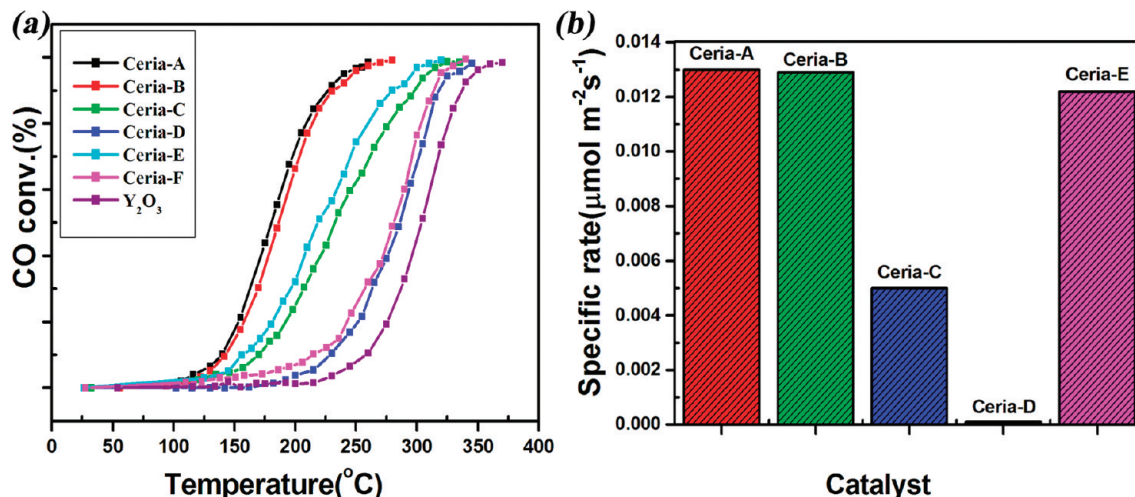 (a)
CO conv.(%)
Ceria-A
Ceria-B
Ceria-C
Ceria-D
Ceria-E
Ceria-F
Y₂O₃
0 50 100 150 200 250 300 350 400
Temperature(°C)
(b)
Specific rate(μmol m⁻²s⁻¹)
0.014
0.012
0.010
0.008
0.006
0.004
0.002
0.000
Ceria-A
Ceria-B
Ceria-C
Ceria-D
Ceria-E
Catalyst